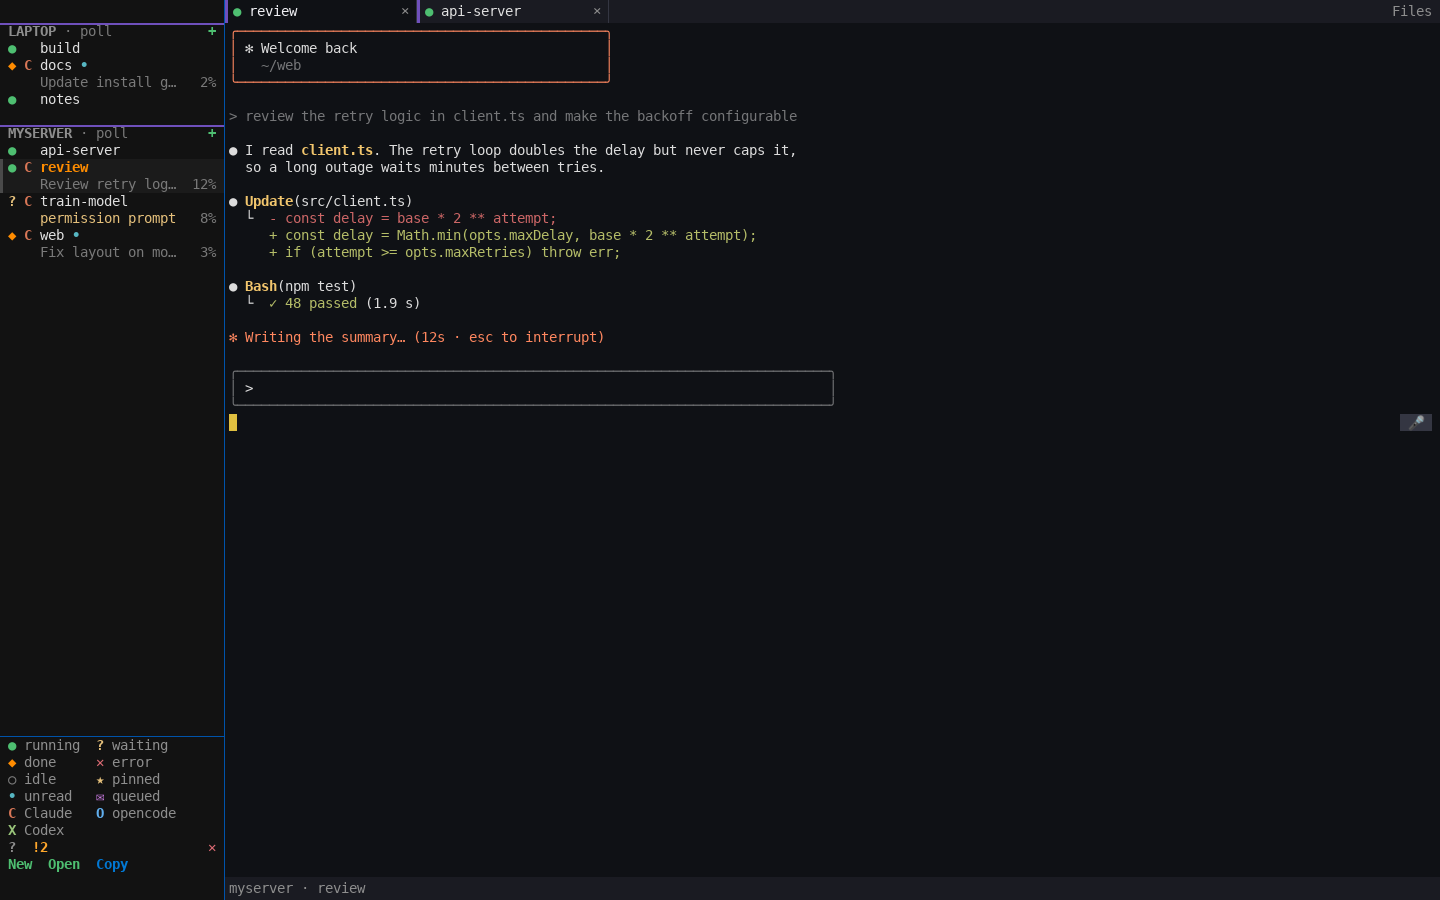 LAPTOP · poll +
● build
◆ C docs •
Update install g… 2%
● notes
MYSERVER · poll +
● api-server
● C review
Review retry log… 12%
? C train-model
permission prompt 8%
◆ C web •
Fix layout on mo… 3%
● running ? waiting
◆ done × error
○ idle ★ pinned
• unread ✉ queued
C Claude O opencode
X Codex
? !2 ×
New Open Copy
● review × ● api-server × Files
✻ Welcome back
~/web
> review the retry logic in client.ts and make the backoff configurable
● I read client.ts. The retry loop doubles the delay but never caps it,
so a long outage waits minutes between tries.
● Update(src/client.ts)
└ - const delay = base * 2 ** attempt;
+ const delay = Math.min(opts.maxDelay, base * 2 ** attempt);
+ if (attempt >= opts.maxRetries) throw err;
● Bash(npm test)
└ ✓ 48 passed (1.9 s)
✻ Writing the summary… (12s · esc to interrupt)
>
🎤
myserver · review